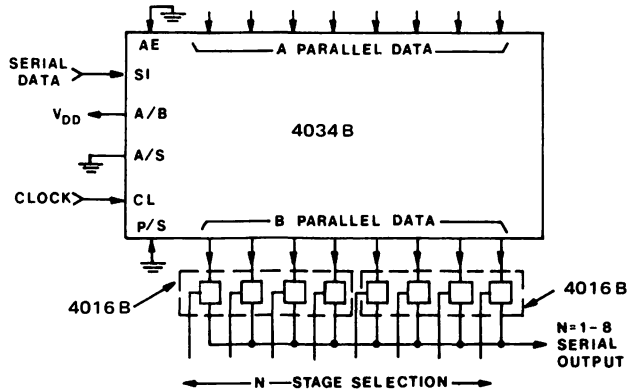 AE
A PARALLEL DATA
SERIAL
DATA
SI
VDD
A/B
4034B
A/S
CLOCK
CL
P/S
B PARALLEL DATA
4016B
4016B
N=1-8
SERIAL
OUTPUT
N—STAGE SELECTION